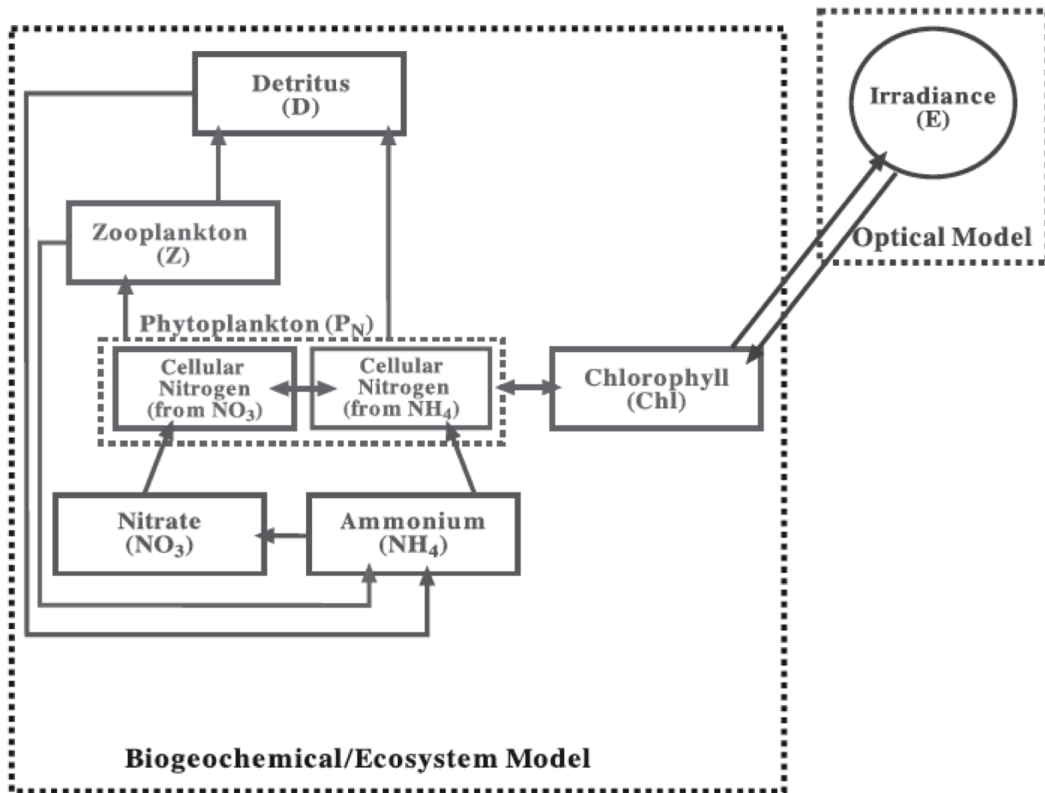 Detritus
(D)
Irradiance
(E)
Zooplankton
(Z)
Optical Model
Phytoplankton (P_N)
Cellular
Nitrogen
(from NO₃)
Cellular
Nitrogen
(from NH₄)
Chlorophyll
(Chl)
Nitrate
(NO₃)
Ammonium
(NH₄)
Biogeochemical/Ecosystem Model